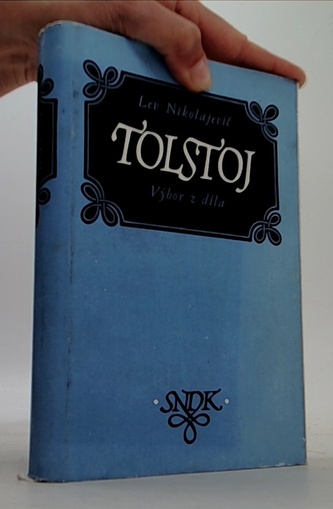 Lev Nikolajevič
TOLSTOJ
Výbor z díla
SNDK